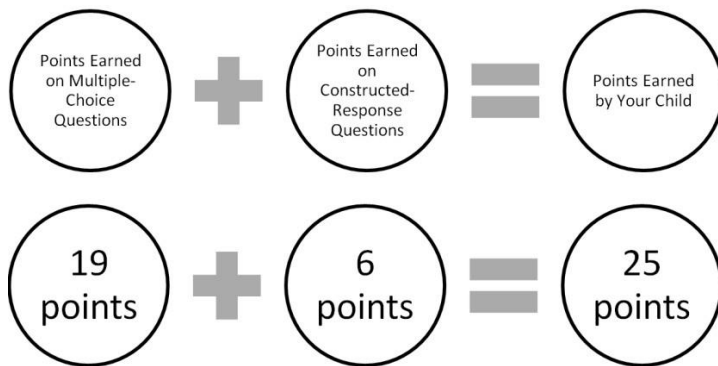 Points Earned
on Multiple-
Choice
Questions
Points Earned
on
Constructed-
Response
Questions
Points Earned
by Your Child
19
points
6
points
25
points